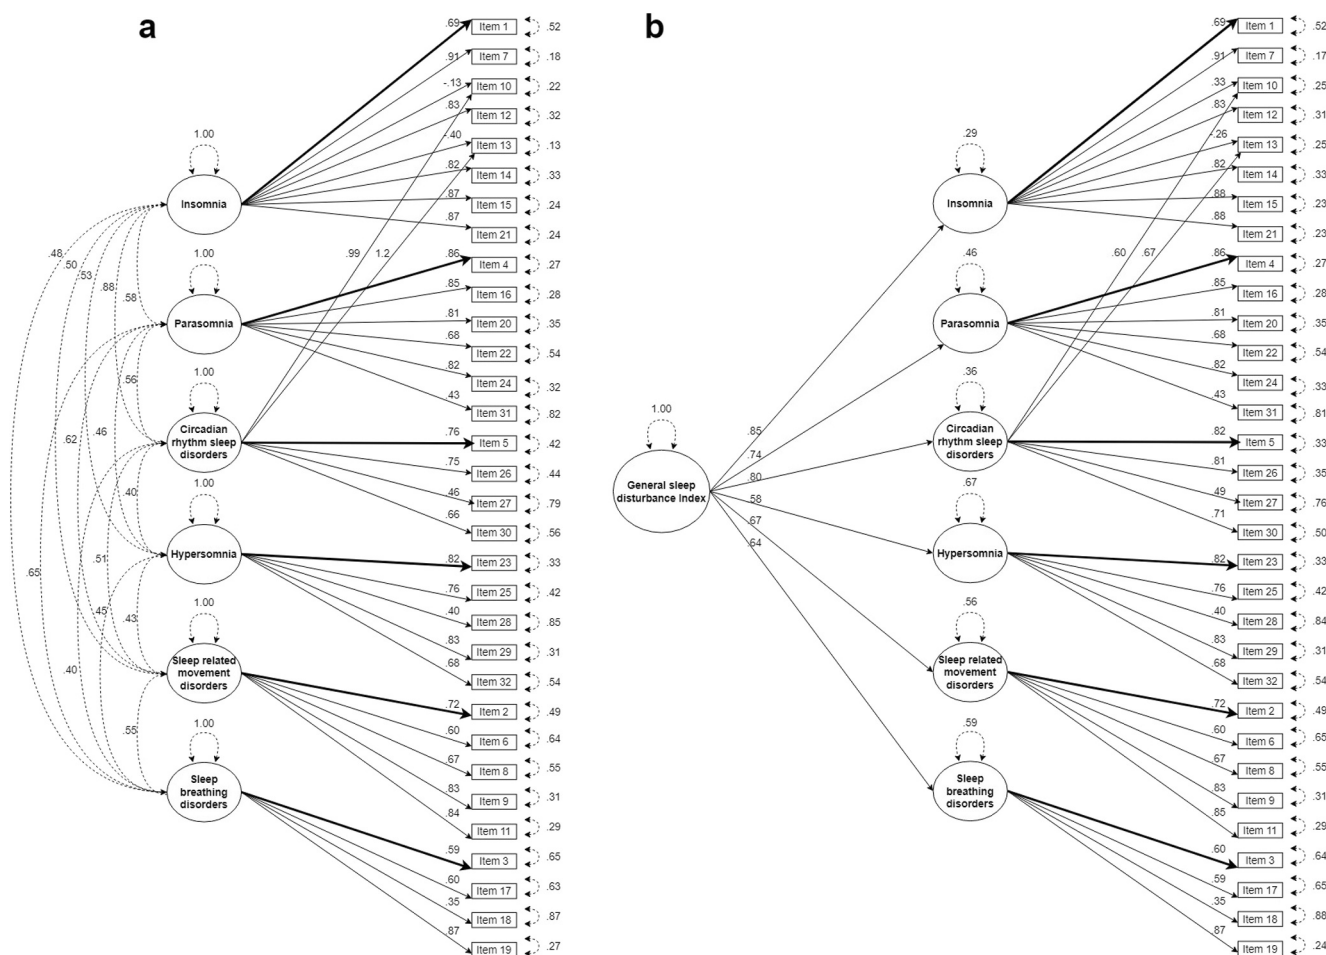 a
b
.69
Item 1
.52
.91
Item 7
.18
-.13
Item 10
.22
.83
Item 12
.32
-.40
Item 13
.13
.82
Item 14
.33
.87
Item 15
.24
.87
Item 21
.24
.99
1.2
.86
Item 4
.27
.85
Item 16
.28
.81
Item 20
.35
.68
Item 22
.54
.82
Item 24
.32
.43
Item 31
.82
.76
Item 5
.42
.75
Item 26
.44
.46
Item 27
.79
.66
Item 30
.56
.82
Item 23
.33
.76
Item 25
.42
.40
Item 28
.85
.83
Item 29
.31
.68
Item 32
.54
.72
Item 2
.49
.60
Item 6
.64
.67
Item 8
.55
.83
Item 9
.31
.84
Item 11
.29
.59
Item 3
.65
.60
Item 17
.63
.35
Item 18
.87
.87
Item 19
.27
1.00
Insomnia
1.00
Parasomnia
1.00
Circadian
rhythm sleep
disorders
1.00
Hypersomnia
1.00
Sleep related
movement
disorders
1.00
Sleep
breathing
disorders
.48
.50
.53
.88
.58
.56
.46
.62
.65
.40
.51
.45
.43
.40
.55
1.00
General sleep
disturbance Index
.85
.74
.80
.58
.67
.64
.29
Insomnia
.46
Parasomnia
.36
Circadian
rhythm sleep
disorders
.67
Hypersomnia
.56
Sleep related
movement
disorders
.59
Sleep
breathing
disorders
.69
Item 1
.52
.91
Item 7
.17
.33
Item 10
.25
.83
Item 12
.31
-.26
Item 13
.25
.82
Item 14
.33
.88
Item 15
.23
.88
Item 21
.23
.60
.67
.86
Item 4
.27
.85
Item 16
.28
.81
Item 20
.35
.68
Item 22
.54
.82
Item 24
.33
.43
Item 31
.81
.82
Item 5
.33
.81
Item 26
.35
.49
Item 27
.76
.71
Item 30
.50
.82
Item 23
.33
.76
Item 25
.42
.40
Item 28
.84
.83
Item 29
.31
.68
Item 32
.54
.72
Item 2
.49
.60
Item 6
.65
.67
Item 8
.55
.83
Item 9
.31
.85
Item 11
.29
.60
Item 3
.64
.59
Item 17
.65
.35
Item 18
.88
.87
Item 19
.24